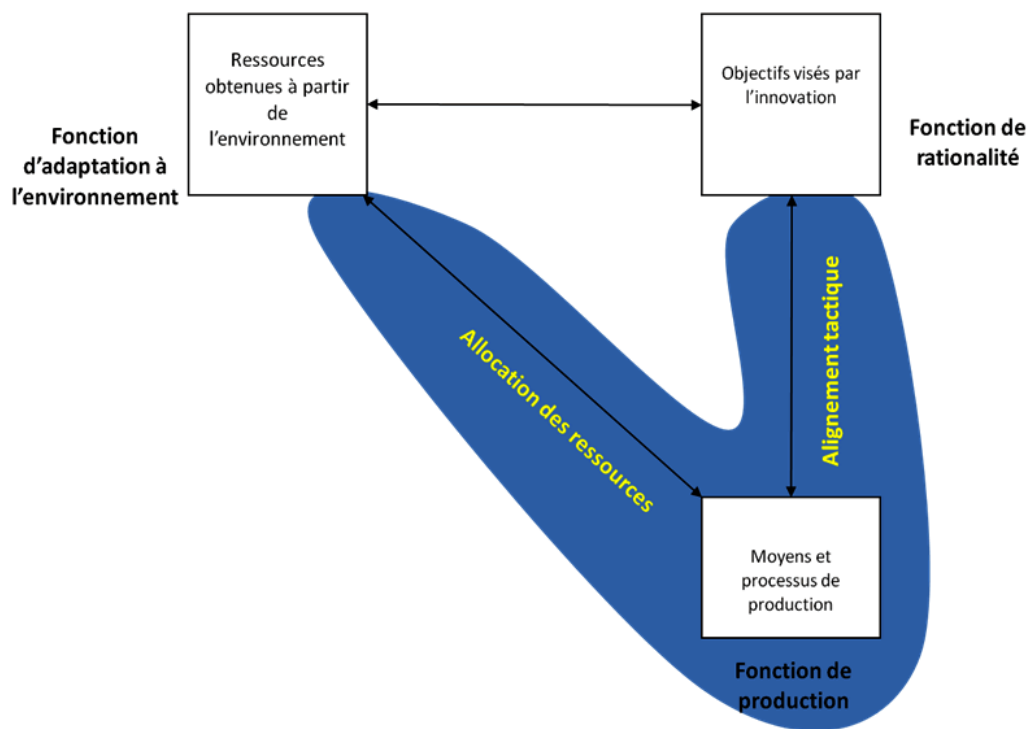 Ressources
obtenues à partir
de
l'environnement
Objectifs visés par
l'innovation
Fonction
d'adaptation à
l'environnement
Fonction de
rationalité
Allocation des ressources
Alignement tactique
Moyens et
processus de
production
Fonction de
production